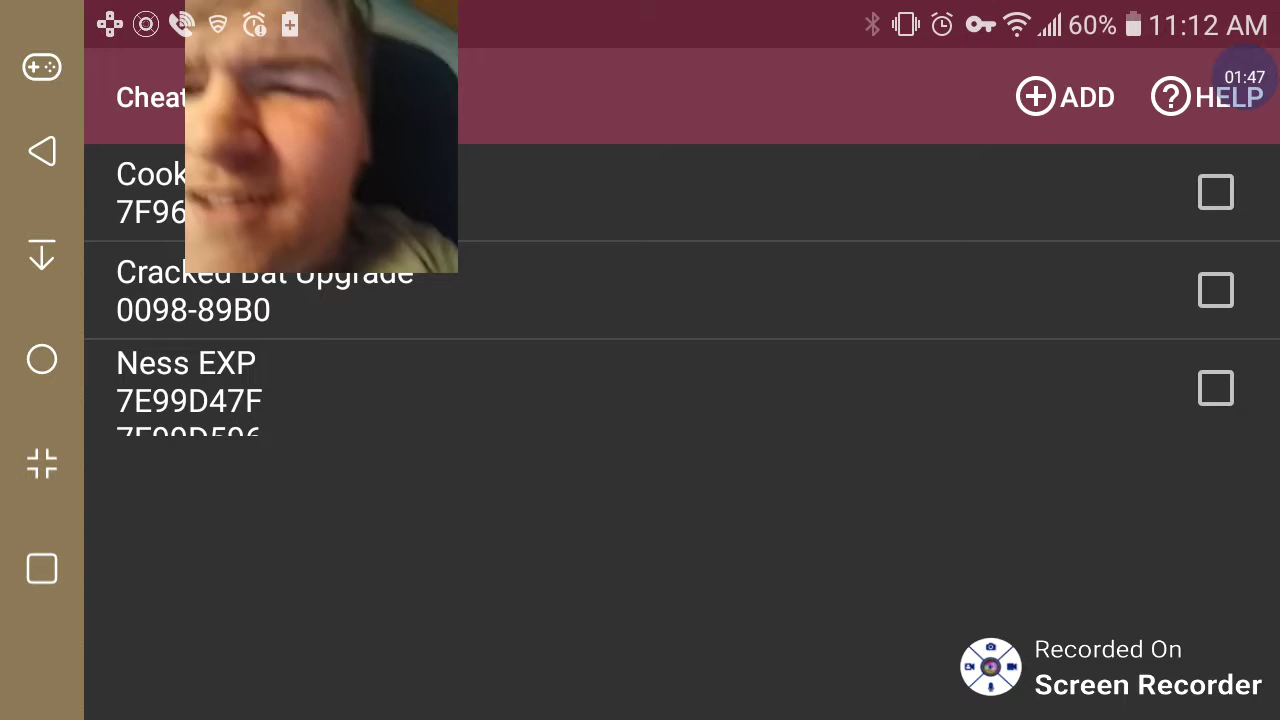 60% 11:12 AM
01:47
Cheat
ADD
HELP
Cook
7F96
Cracked Bat Upgrade
0098-89B0
Ness EXP
7E99D47F
7E99D596
Recorded On
Screen Recorder